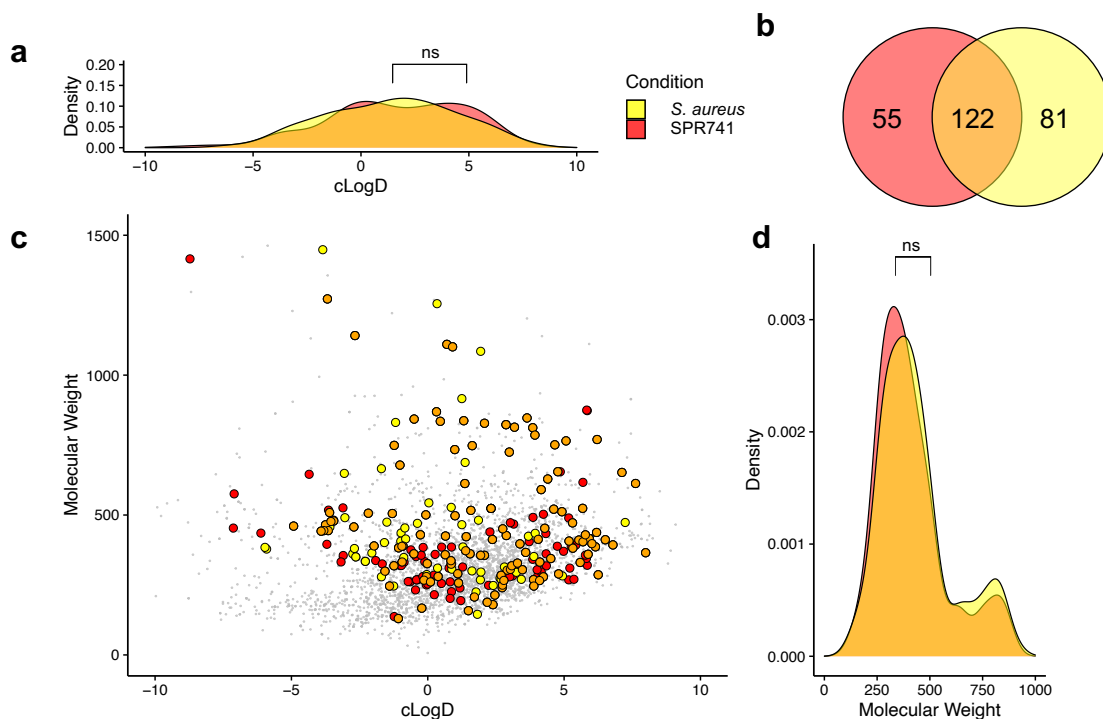 a
0.20
0.15
0.10
0.05
0.00
Density
ns
−10
−5
0
5
10
cLogD
Condition
S. aureus
SPR741
b
55
122
81
c
1500
1000
500
0
Molecular Weight
−10
−5
0
5
10
cLogD
d
ns
0.003
0.002
0.001
0.000
Density
0
250
500
750
1000
Molecular Weight